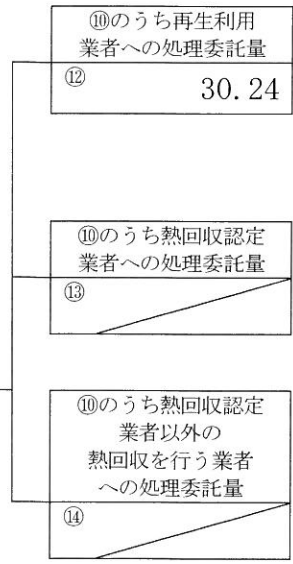 ⑩のうち再生利用
業者への処理委託量
⑫
30.24
⑩のうち熱回収認定
業者への処理委託量
⑬
⑩のうち熱回収認定
業者以外の
熱回収を行う業者
への処理委託量
⑭